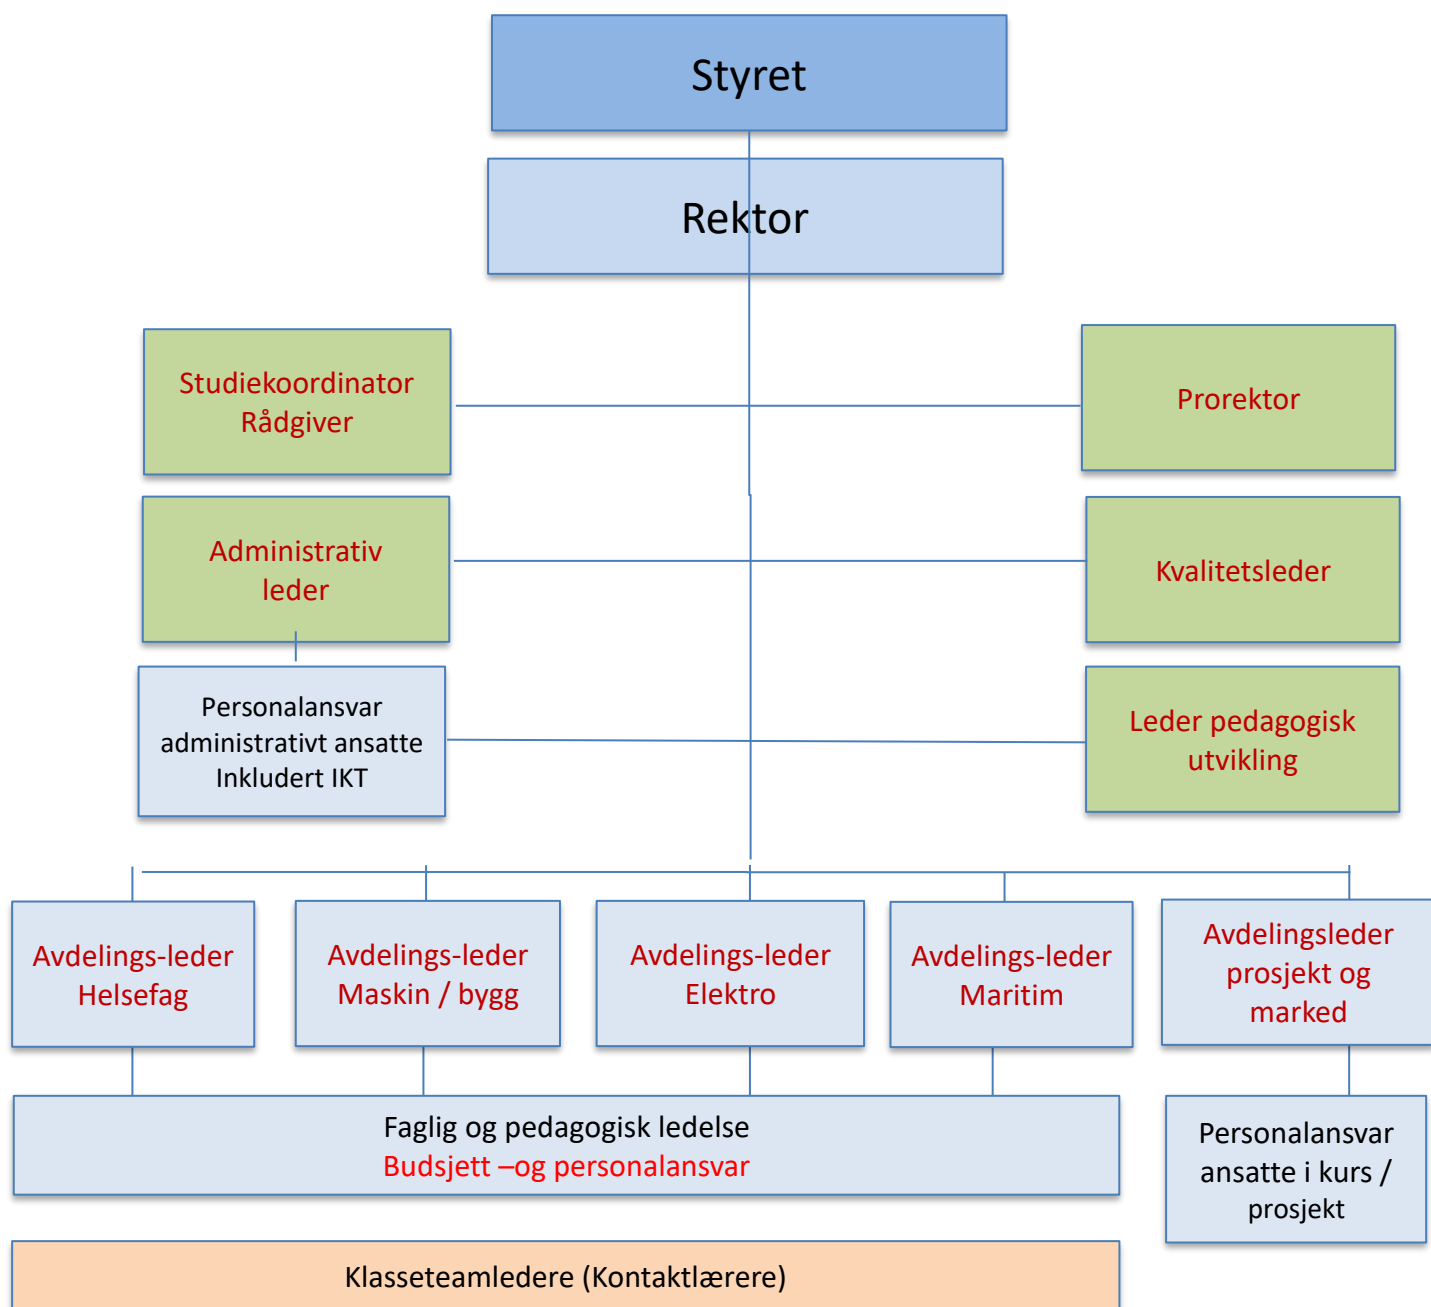 Styret
Rektor
Studiekoordinator
Rådgiver
Prorektor
Administrativ
leder
Kvalitetsleder
Personalansvar
administrativt ansatte
Inkludert IKT
Leder pedagogisk
utvikling
Avdelings-leder
Helsefag
Avdelings-leder
Maskin / bygg
Avdelings-leder
Elektro
Avdelings-leder
Maritim
Avdelingsleder
prosjekt og
marked
Faglig og pedagogisk ledelse
Budsjett –og personalansvar
Personalansvar
ansatte i kurs /
prosjekt
Klasseteamledere (Kontaktlærere)